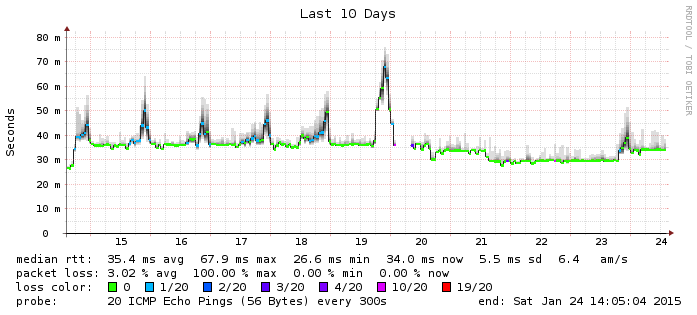 Last 10 Days
RRDTOOL / TOBI OETIKER
Seconds
80 m
70 m
60 m
50 m
40 m
30 m
20 m
10 m
0
15 16 17 18 19 20 21 22 23 24
median rtt: 35.4 ms avg 67.9 ms max 26.6 ms min 34.0 ms now 5.5 ms sd 6.4 am/s
packet loss: 3.02 % avg 100.00 % max 0.00 % min 0.00 % now
loss color: 0 1/20 2/20 3/20 4/20 10/20 19/20
probe: 20 ICMP Echo Pings (56 Bytes) every 300s end: Sat Jan 24 14:05:04 2015